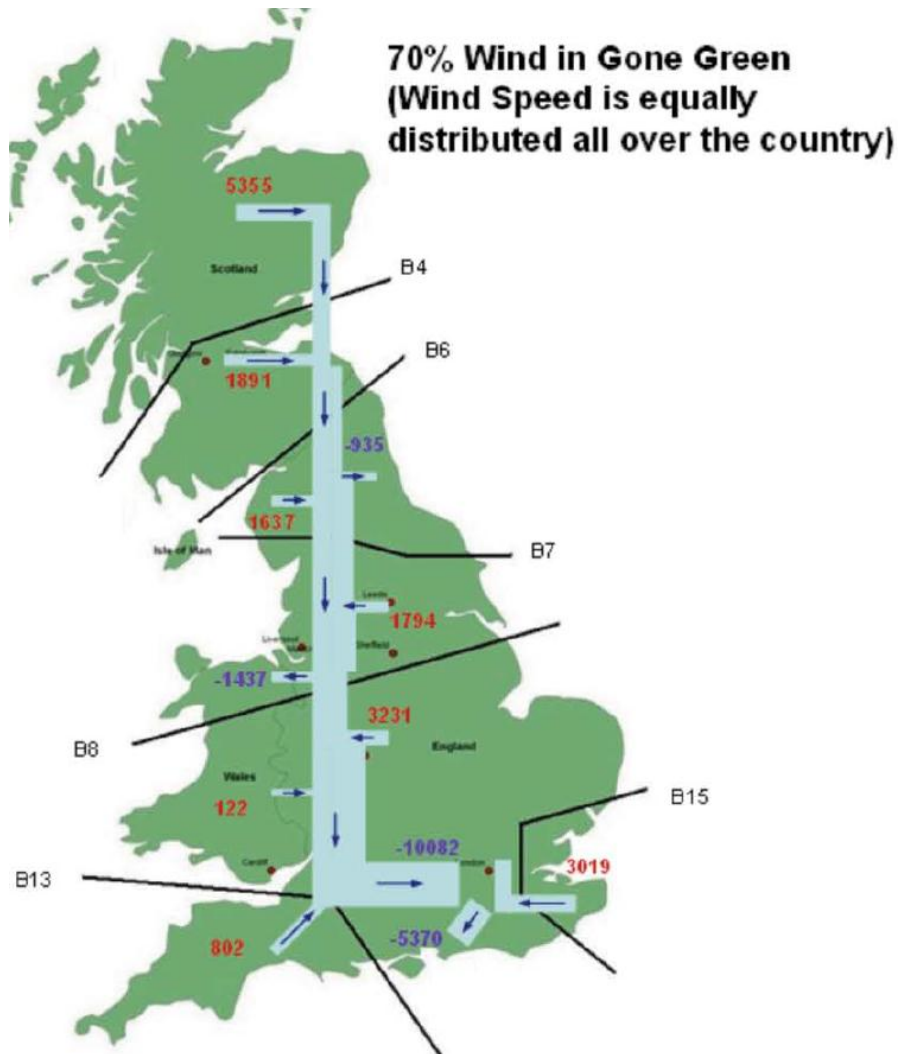 70% Wind in Gone Green
(Wind Speed is equally
distributed all over the country)
5355
Scotland
B4
B6
1891
-935
1637
Isle of Man
B7
Leeds
1794
Liverpool
Sheffield
-1437
3231
B8
England
Wales
122
B15
-10082
Cardiff
3019
B13
802
-5370